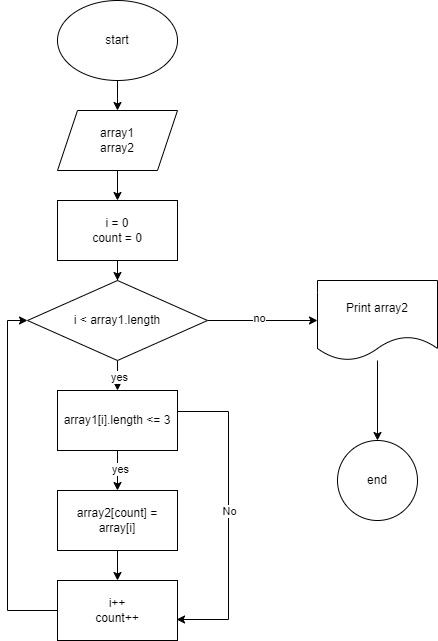 start
array1
array2
i = 0
count = 0
i < array1.length
no
Print array2
yes
array1[i].length <= 3
yes
end
array2[count] =
array[i]
No
i++
count++